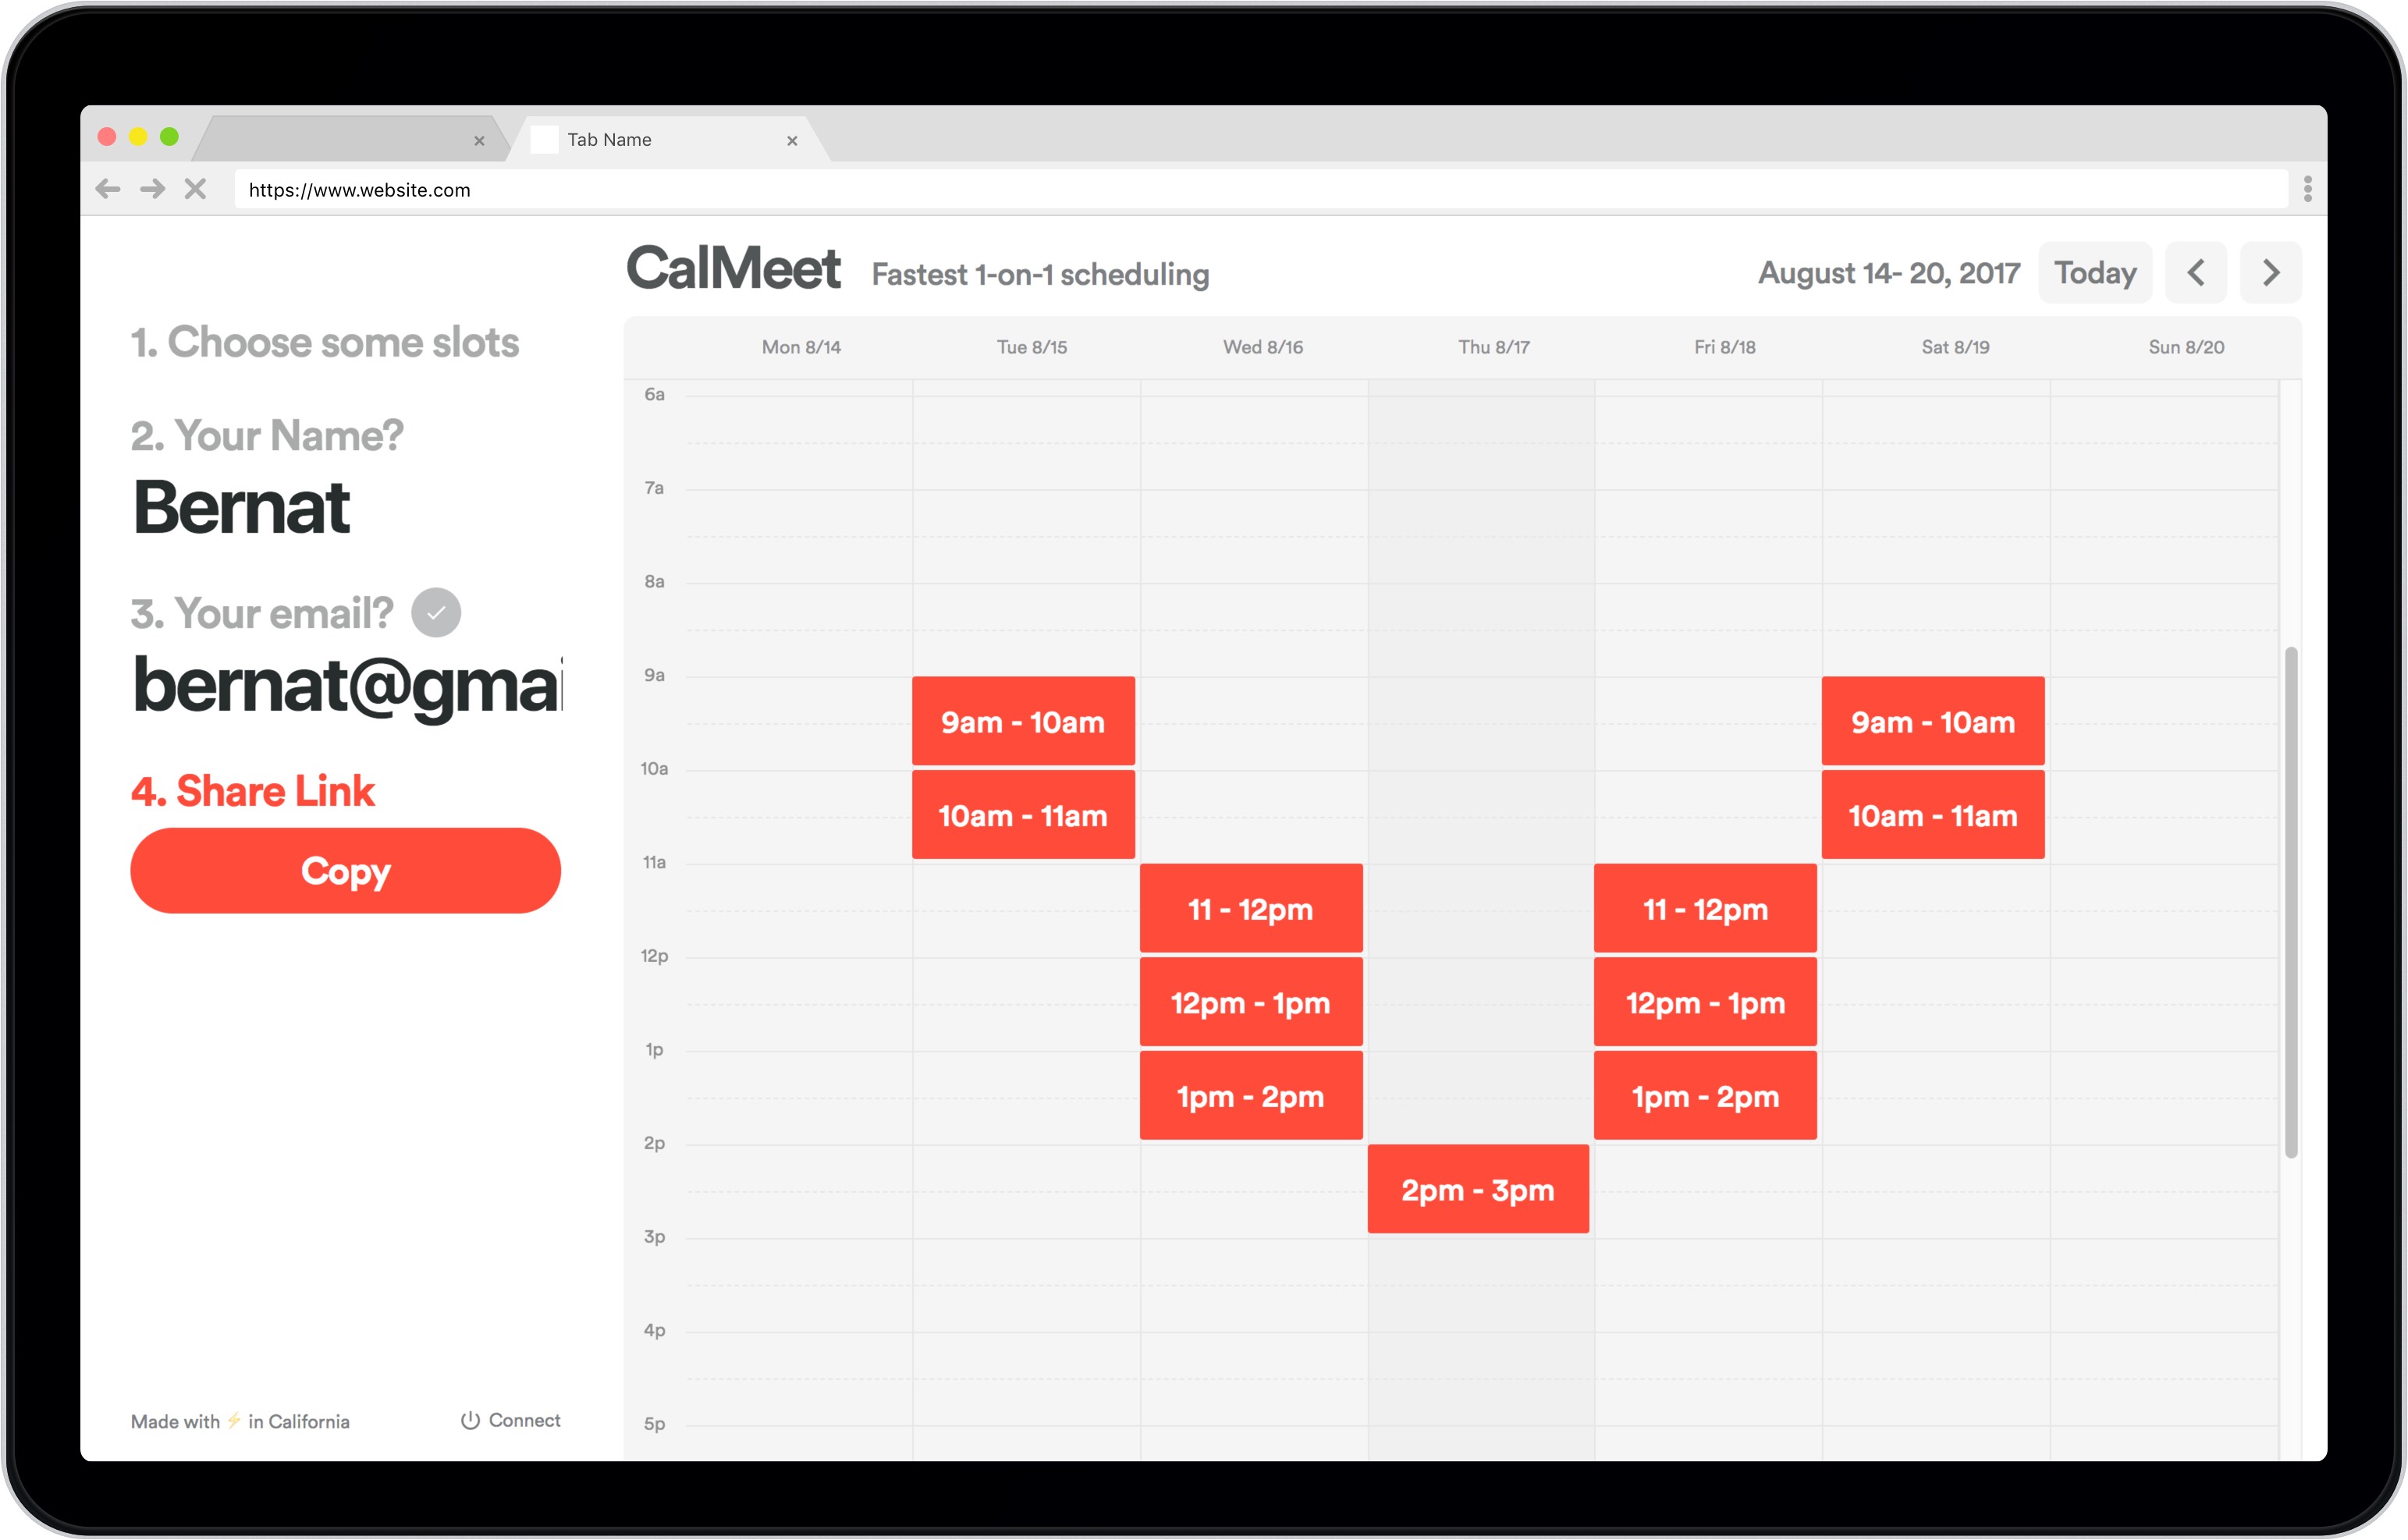 Tab Name
https://www.website.com
CalMeet
Fastest 1-on-1 scheduling
August 14- 20, 2017
Today
1. Choose some slots
2. Your Name?
Bernat
3. Your email?
bernat@gmai
4. Share Link
Copy
Made with ⚡ in California
Connect
Mon 8/14 Tue 8/15 Wed 8/16 Thu 8/17 Fri 8/18 Sat 8/19 Sun 8/20
6a
7a
8a
9a
9am - 10am 9am - 10am
10a
10am - 11am 10am - 11am
11a
11 - 12pm 11 - 12pm
12p
12pm - 1pm 12pm - 1pm
1p
1pm - 2pm 1pm - 2pm
2p
2pm - 3pm
3p
4p
5p